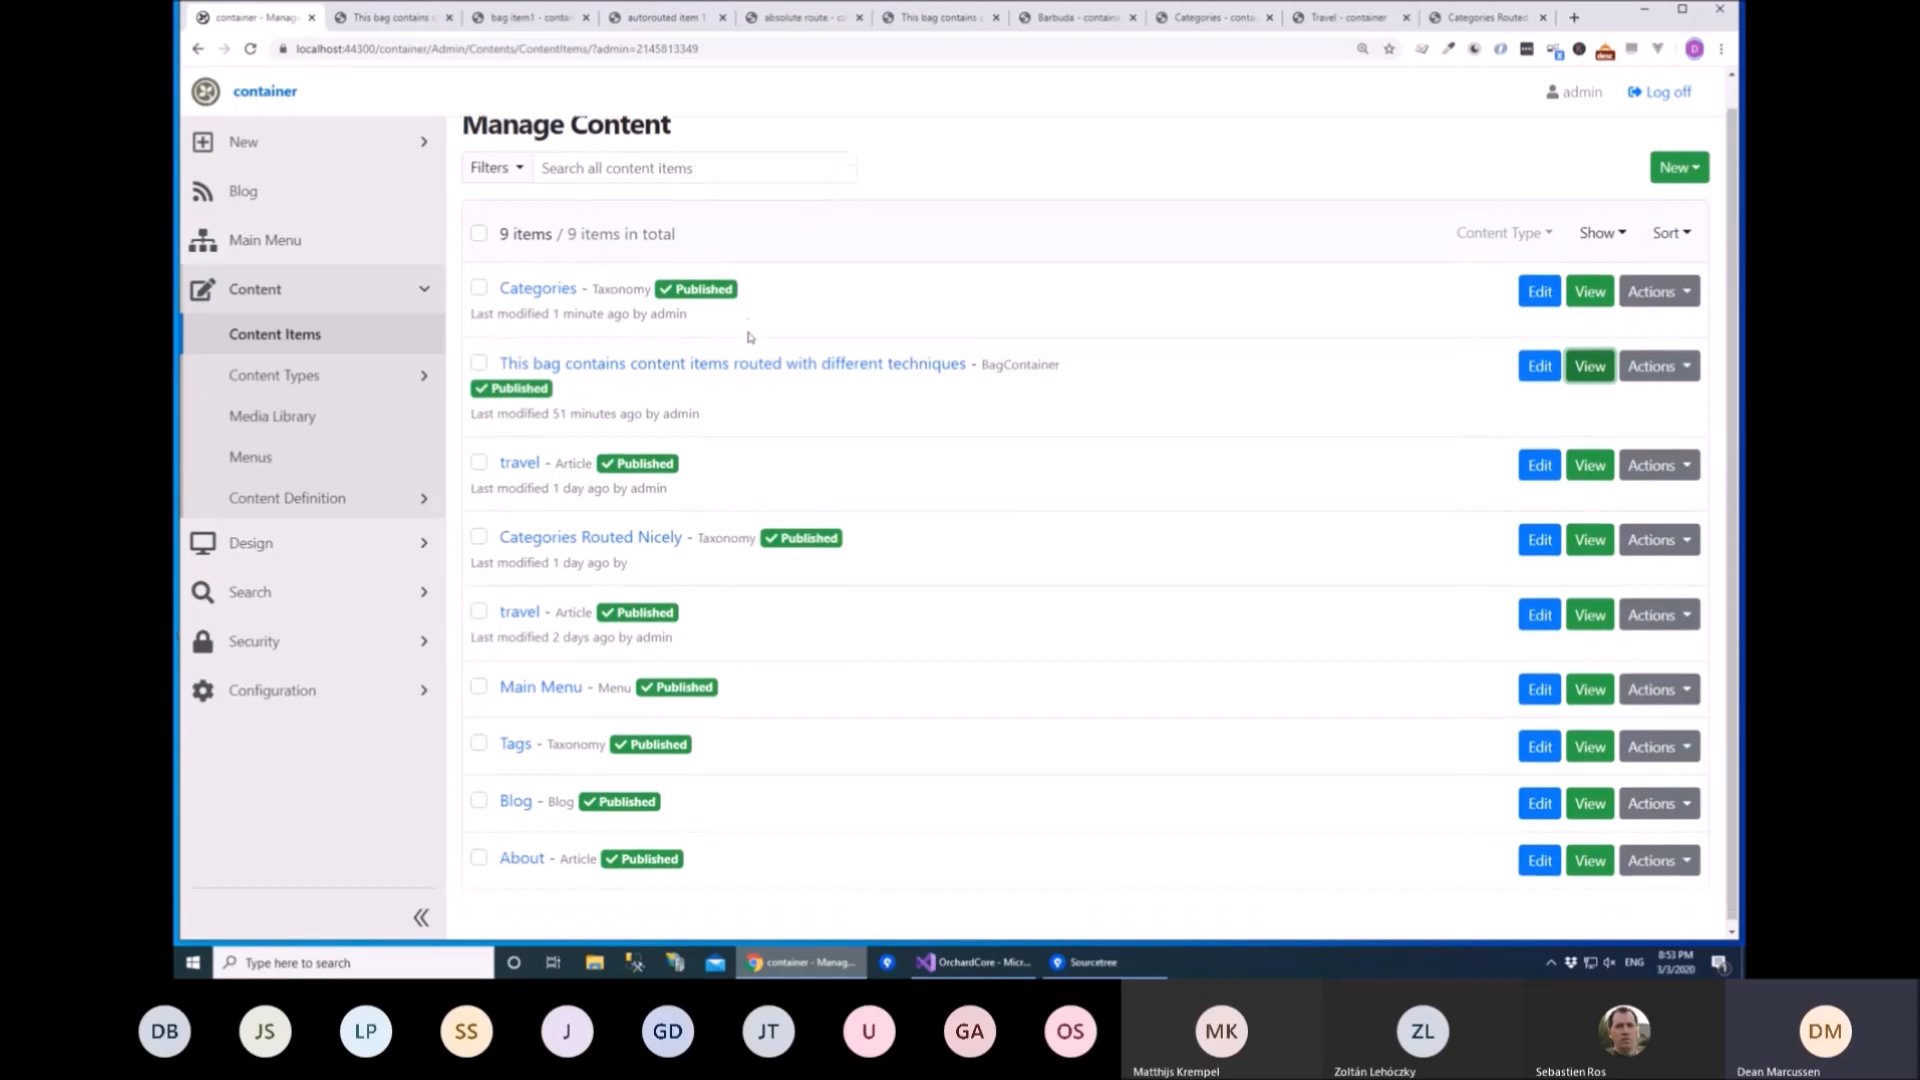 container - Manag
This bag contains c
bag item1 - contai
autorouted item 1
absolute route - co
This bag contains c
Barbuda - containe
Categories - conta
Travel - container
Categories Routed
localhost:44300/container/Admin/Contents/ContentItems/?admin=2145813349
D
container
admin
Log off
New
Blog
Main Menu
Content
Content Items
Content Types
Media Library
Menus
Content Definition
Design
Search
Security
Configuration
Manage Content
Filters
Search all content items
New
9 items / 9 items in total
Content Type
Show
Sort
Categories - Taxonomy Published
Last modified 1 minute ago by admin
Edit View Actions
This bag contains content items routed with different techniques - BagContainer
Published
Last modified 51 minutes ago by admin
Edit View Actions
travel - Article Published
Last modified 1 day ago by admin
Edit View Actions
Categories Routed Nicely - Taxonomy Published
Last modified 1 day ago by
Edit View Actions
travel - Article Published
Last modified 2 days ago by admin
Edit View Actions
Main Menu - Menu Published
Edit View Actions
Tags - Taxonomy Published
Edit View Actions
Blog - Blog Published
Edit View Actions
About - Article Published
Edit View Actions
Type here to search
container - Manag...
OrchardCore - Micr...
Sourcetree
ENG
8:53 PM
3/3/2020
DB
JS
LP
SS
J
GD
JT
U
GA
OS
MK
Matthijs Krempel
ZL
Zoltán Lehóczky
Sebastien Ros
DM
Dean Marcussen